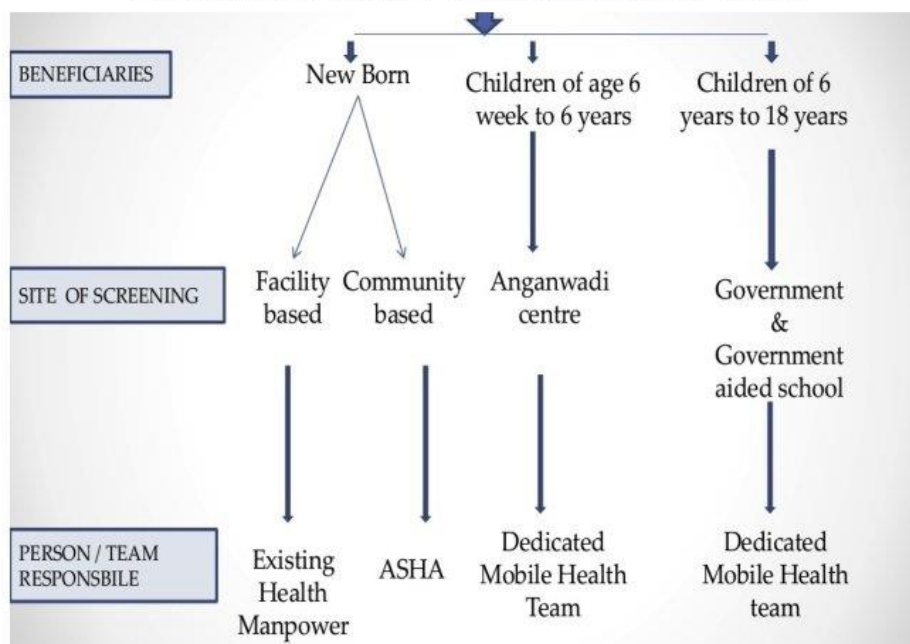 BENEFICIARIES
New Born
Children of age 6
week to 6 years
Children of 6
years to 18 years
SITE OF SCREENING
Facility
based
Community
based
Anganwadi
centre
Government
&
Government
aided school
PERSON / TEAM
RESPONSBILE
Existing
Health
Manpower
ASHA
Dedicated
Mobile Health
Team
Dedicated
Mobile Health
team